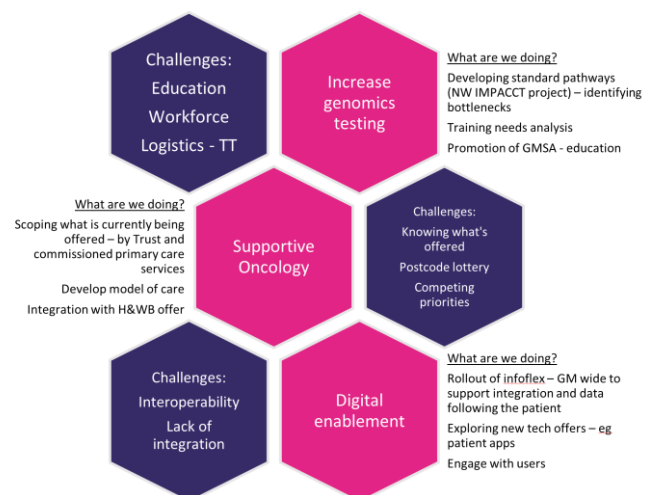 Challenges:
Education
Workforce
Logistics - TT
Increase
genomics
testing
What are we doing?
Developing standard pathways
(NW IMPACCT project) – identifying
bottlenecks
Training needs analysis
Promotion of GMSA - education
What are we doing?
Scoping what is currently being
offered – by Trust and
commissioned primary care
services
Develop model of care
Integration with H&WB offer
Supportive
Oncology
Challenges:
Knowing what's
offered
Postcode lottery
Competing
priorities
Challenges:
Interoperability
Lack of
integration
Digital
enablement
What are we doing?
Rollout of infoflex – GM wide to
support integration and data
following the patient
Exploring new tech offers – eg
patient apps
Engage with users